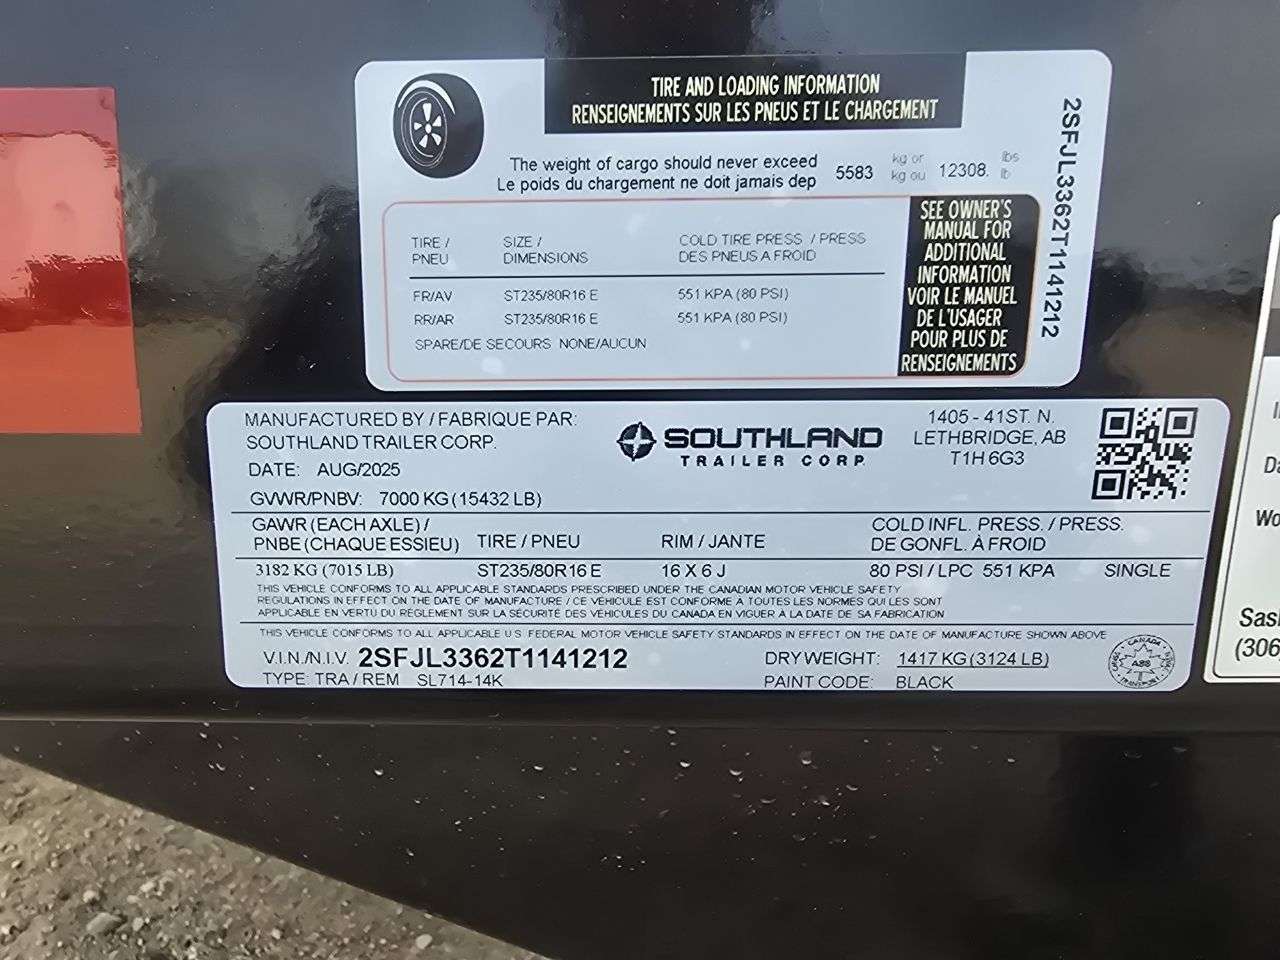 TIRE AND LOADING INFORMATION
RENSEIGNEMENTS SUR LES PNEUS ET LE CHARGEMENT
The weight of cargo should never exceed
Le poids du chargement ne doit jamais dep
5583 kg or 12308. lbs
kg ou lb
TIRE / SIZE / COLD TIRE PRESS / PRESS
PNEU DIMENSIONS DES PNEUS A FROID
FR/AV ST235/80R16 E 551 KPA (80 PSI)
RR/AR ST235/80R16 E 551 KPA (80 PSI)
SPARE/DE SECOURS NONE/AUCUN
SEE OWNER'S
MANUAL FOR
ADDITIONAL
INFORMATION
VOIR LE MANUEL
DE L'USAGER
POUR PLUS DE
RENSEIGNEMENTS
2SFJL3362T1141212
MANUFACTURED BY / FABRIQUE PAR:
SOUTHLAND TRAILER CORP.
DATE: AUG/2025
GVWR/PNBV: 7000 KG (15432 LB)
SOUTHLAND
TRAILER CORP
1405 - 41ST. N.
LETHBRIDGE, AB
T1H 6G3
GAWR (EACH AXLE) / COLD INFL. PRESS. / PRESS.
PNBE (CHAQUE ESSIEU) TIRE / PNEU RIM / JANTE DE GONFL. À FROID
3182 KG (7015 LB) ST235/80R16 E 16 X 6 J 80 PSI / LPC 551 KPA SINGLE
THIS VEHICLE CONFORMS TO ALL APPLICABLE STANDARDS PRESCRIBED UNDER THE CANADIAN MOTOR VEHICLE SAFETY
REGULATIONS IN EFFECT ON THE DATE OF MANUFACTURE / CE VEHICULE EST CONFORME À TOUTES LES NORMES QUI LES SONT
APPLICABLE EN VERTU DU RÈGLEMENT SUR LA SÉCURITÉ DES VÉHICULES DU CANADA EN VIGUER A LA DATE DE SA FABRICATION
THIS VEHICLE CONFORMS TO ALL APPLICABLE U.S. FEDERAL MOTOR VEHICLE SAFETY STANDARDS IN EFFECT ON THE DATE OF MANUFACTURE SHOWN ABOVE
V.I.N./N.I.V. 2SFJL3362T1141212 DRY WEIGHT: 1417 KG (3124 LB)
TYPE: TRA / REM SL714-14K PAINT CODE: BLACK
CANADA
ABS
TRANSPORT
Wo
(306